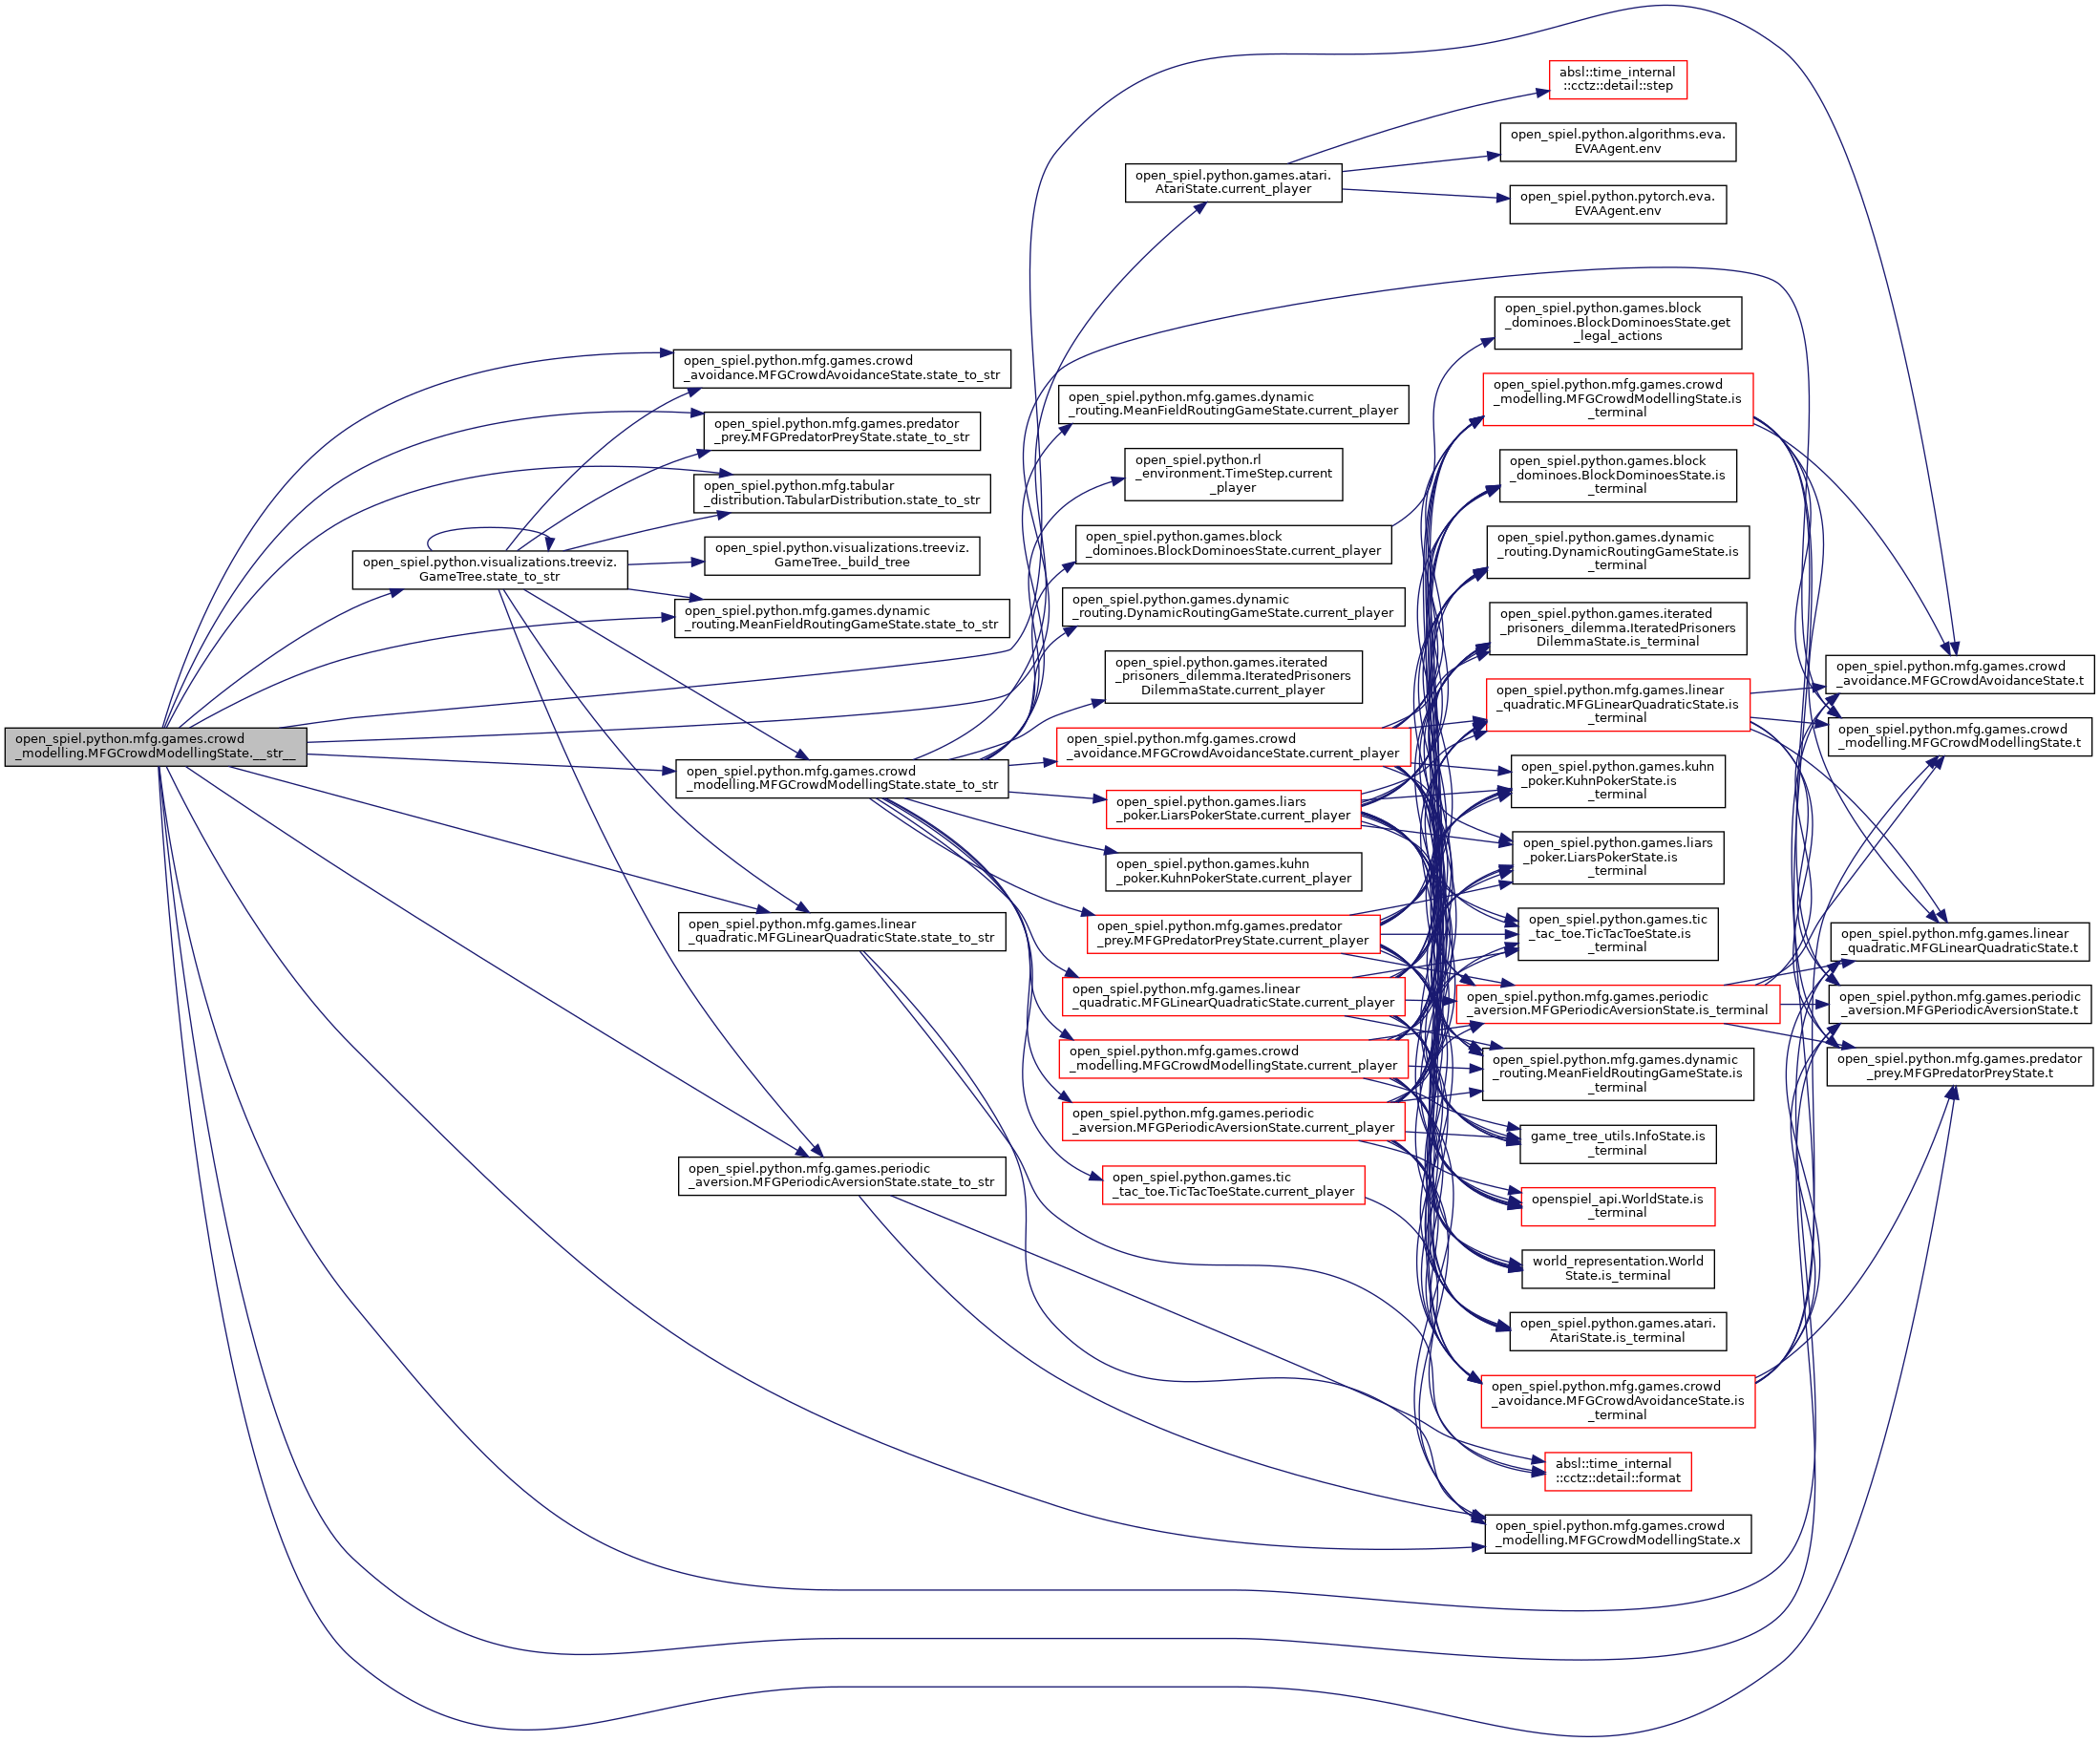 open_spiel.python.mfg.games.crowd
_modelling.MFGCrowdModellingState.__str__
open_spiel.python.visualizations.treeviz.
GameTree.state_to_str
open_spiel.python.mfg.games.crowd
_avoidance.MFGCrowdAvoidanceState.state_to_str
open_spiel.python.mfg.games.predator
_prey.MFGPredatorPreyState.state_to_str
open_spiel.python.mfg.tabular
_distribution.TabularDistribution.state_to_str
open_spiel.python.visualizations.treeviz.
GameTree._build_tree
open_spiel.python.mfg.games.dynamic
_routing.MeanFieldRoutingGameState.state_to_str
open_spiel.python.mfg.games.crowd
_modelling.MFGCrowdModellingState.state_to_str
open_spiel.python.mfg.games.linear
_quadratic.MFGLinearQuadraticState.state_to_str
open_spiel.python.mfg.games.periodic
_aversion.MFGPeriodicAversionState.state_to_str
open_spiel.python.games.atari.
AtariState.current_player
open_spiel.python.mfg.games.dynamic
_routing.MeanFieldRoutingGameState.current_player
open_spiel.python.rl
_environment.TimeStep.current
_player
open_spiel.python.games.block
_dominoes.BlockDominoesState.current_player
open_spiel.python.games.dynamic
_routing.DynamicRoutingGameState.current_player
open_spiel.python.games.iterated
_prisoners_dilemma.IteratedPrisoners
DilemmaState.current_player
open_spiel.python.mfg.games.crowd
_avoidance.MFGCrowdAvoidanceState.current_player
open_spiel.python.games.liars
_poker.LiarsPokerState.current_player
open_spiel.python.games.kuhn
_poker.KuhnPokerState.current_player
open_spiel.python.mfg.games.predator
_prey.MFGPredatorPreyState.current_player
open_spiel.python.mfg.games.linear
_quadratic.MFGLinearQuadraticState.current_player
open_spiel.python.mfg.games.crowd
_modelling.MFGCrowdModellingState.current_player
open_spiel.python.mfg.games.periodic
_aversion.MFGPeriodicAversionState.current_player
open_spiel.python.games.tic
_tac_toe.TicTacToeState.current_player
absl::time_internal
::cctz::detail::step
open_spiel.python.algorithms.eva.
EVAAgent.env
open_spiel.python.pytorch.eva.
EVAAgent.env
open_spiel.python.games.block
_dominoes.BlockDominoesState.get
_legal_actions
open_spiel.python.mfg.games.crowd
_modelling.MFGCrowdModellingState.is
_terminal
open_spiel.python.games.block
_dominoes.BlockDominoesState.is
_terminal
open_spiel.python.games.dynamic
_routing.DynamicRoutingGameState.is
_terminal
open_spiel.python.games.iterated
_prisoners_dilemma.IteratedPrisoners
DilemmaState.is_terminal
open_spiel.python.mfg.games.linear
_quadratic.MFGLinearQuadraticState.is
_terminal
open_spiel.python.games.kuhn
_poker.KuhnPokerState.is
_terminal
open_spiel.python.games.liars
_poker.LiarsPokerState.is
_terminal
open_spiel.python.games.tic
_tac_toe.TicTacToeState.is
_terminal
open_spiel.python.mfg.games.periodic
_aversion.MFGPeriodicAversionState.is_terminal
open_spiel.python.mfg.games.dynamic
_routing.MeanFieldRoutingGameState.is
_terminal
game_tree_utils.InfoState.is
_terminal
openspiel_api.WorldState.is
_terminal
world_representation.World
State.is_terminal
open_spiel.python.games.atari.
AtariState.is_terminal
open_spiel.python.mfg.games.crowd
_avoidance.MFGCrowdAvoidanceState.is
_terminal
absl::time_internal
::cctz::detail::format
open_spiel.python.mfg.games.crowd
_modelling.MFGCrowdModellingState.x
open_spiel.python.mfg.games.crowd
_avoidance.MFGCrowdAvoidanceState.t
open_spiel.python.mfg.games.crowd
_modelling.MFGCrowdModellingState.t
open_spiel.python.mfg.games.linear
_quadratic.MFGLinearQuadraticState.t
open_spiel.python.mfg.games.periodic
_aversion.MFGPeriodicAversionState.t
open_spiel.python.mfg.games.predator
_prey.MFGPredatorPreyState.t